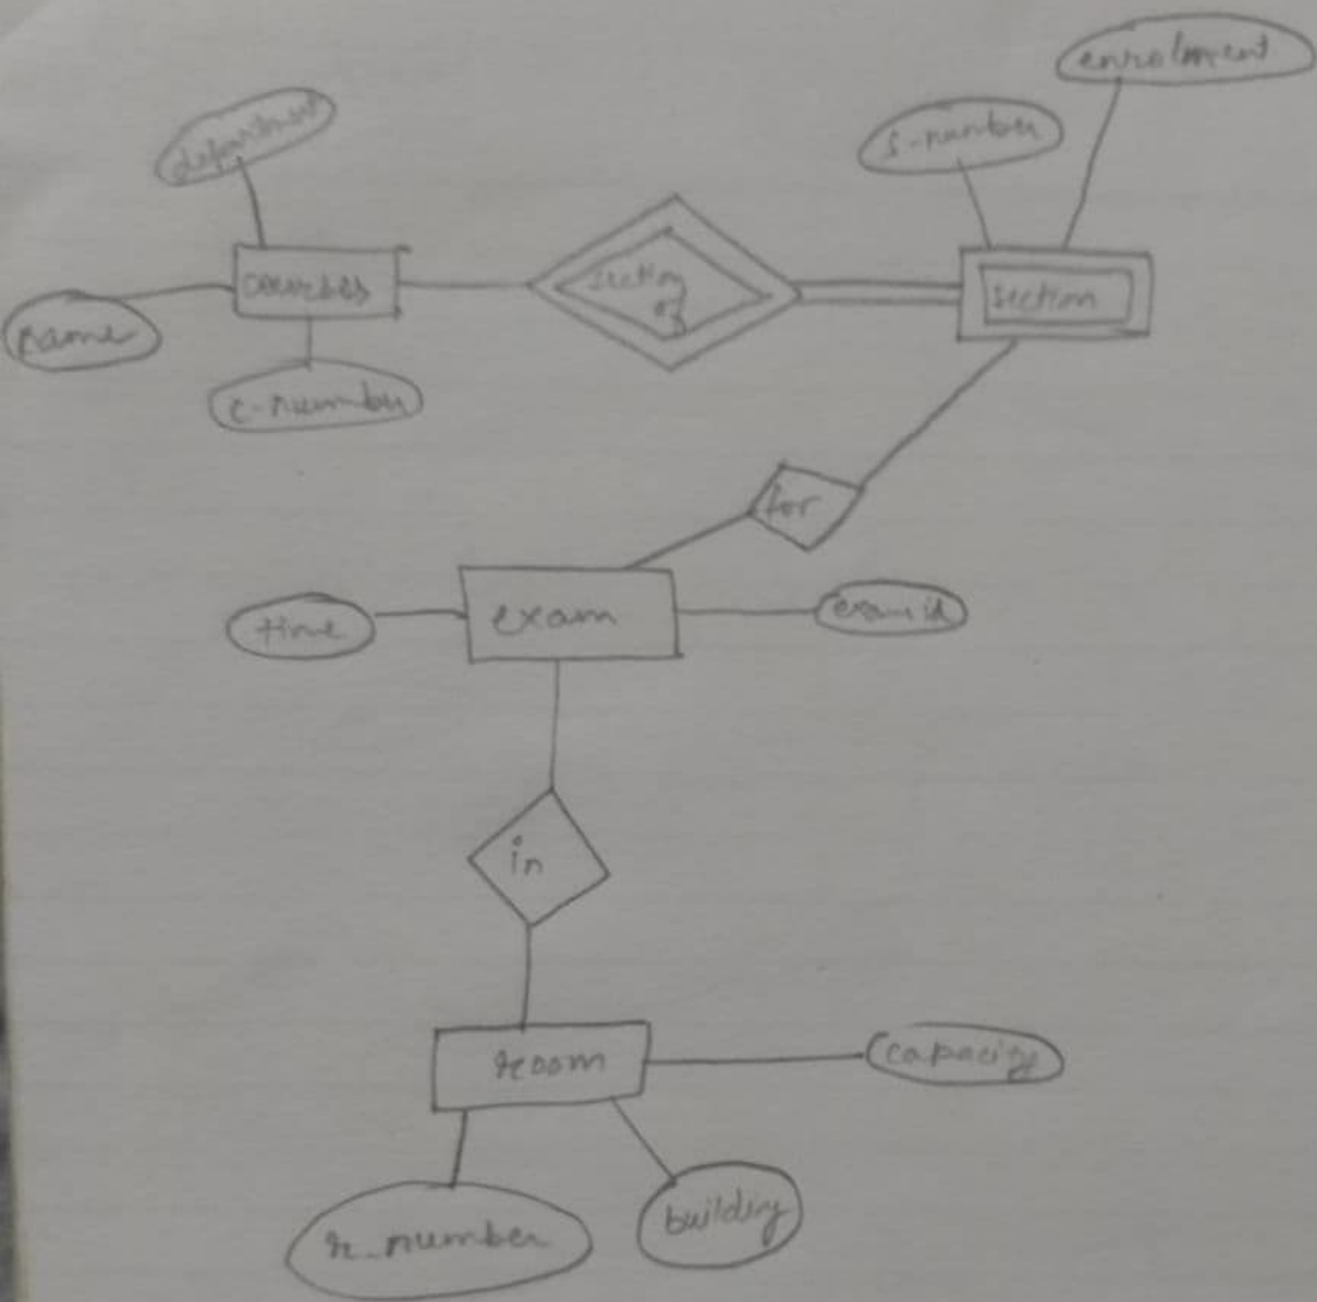 enrolment
department
s-number
courses
section
of
section
name
c-number
for
time
exam
exam id
in
room
capacity
r_number
building